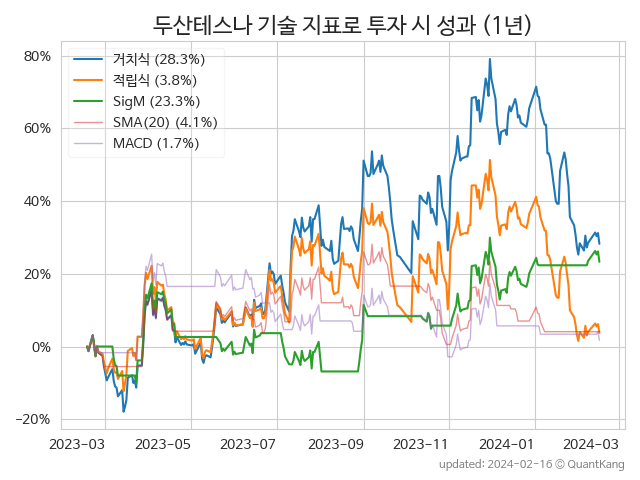 두산테스나 기술 지표로 투자 시 성과 (1년)
거치식 (28.3%)
적립식 (3.8%)
SigM (23.3%)
SMA(20) (4.1%)
MACD (1.7%)
80%
60%
40%
20%
0%
−20%
2023-03 2023-05 2023-07 2023-09 2023-11 2024-01 2024-03
updated: 2024-02-16 © QuantKang